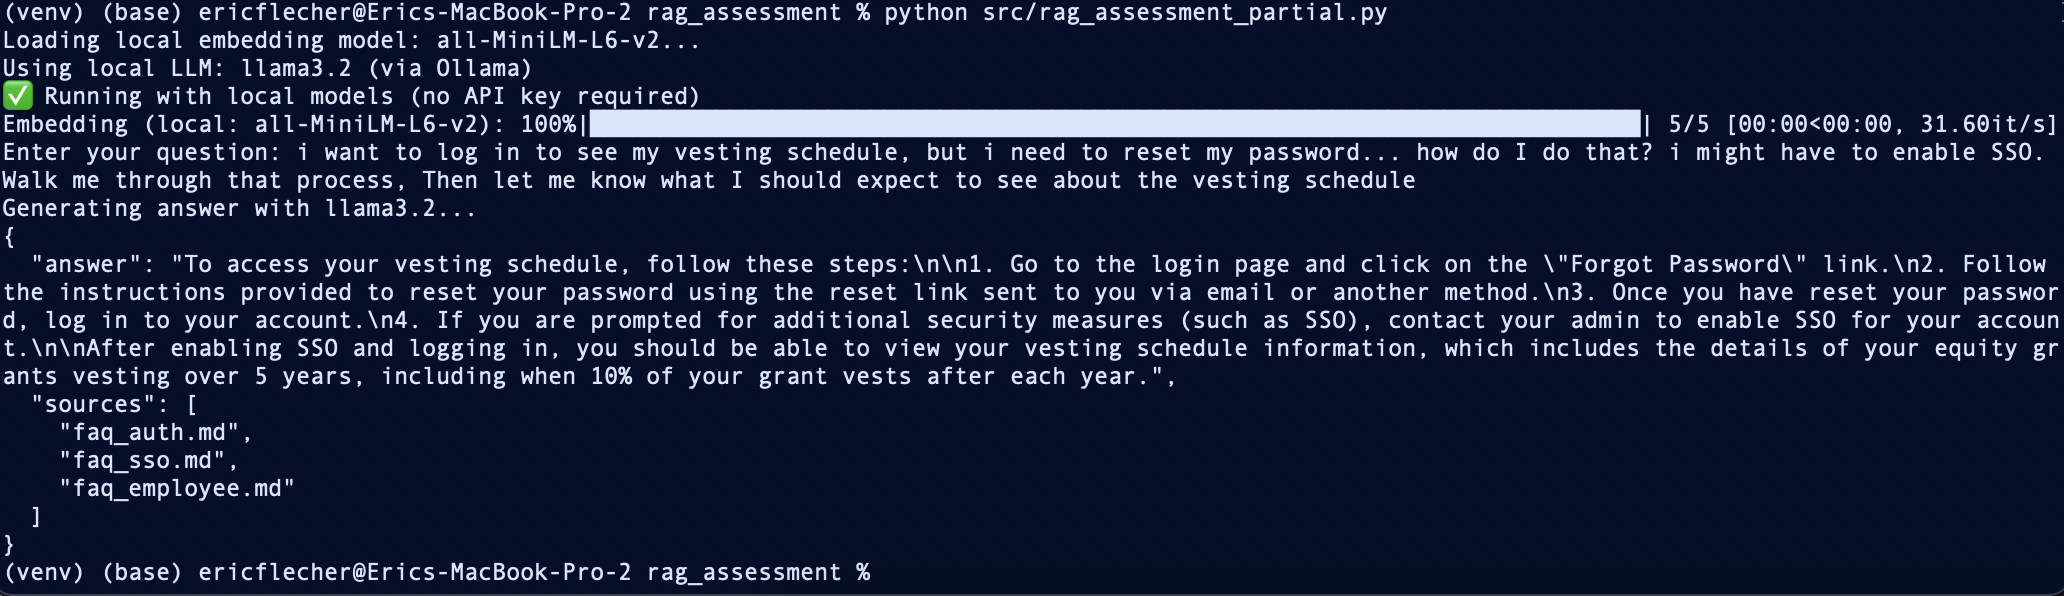 (venv) (base) ericflecher@Erics-MacBook-Pro-2 rag_assessment % python src/rag_assessment_partial.py
Loading local embedding model: all-MiniLM-L6-v2...
Using local LLM: llama3.2 (via Ollama)
✅ Running with local models (no API key required)
Embedding (local: all-MiniLM-L6-v2): 100%|██████████| 5/5 [00:00<00:00, 31.60it/s]
Enter your question: i want to log in to see my vesting schedule, but i need to reset my password... how do I do that? i might have to enable SSO.
Walk me through that process, Then let me know what I should expect to see about the vesting schedule
Generating answer with llama3.2...
{
  "answer": "To access your vesting schedule, follow these steps:\n\n1. Go to the login page and click on the \"Forgot Password\" link.\n2. Follow
the instructions provided to reset your password using the reset link sent to you via email or another method.\n3. Once you have reset your passwor
d, log in to your account.\n4. If you are prompted for additional security measures (such as SSO), contact your admin to enable SSO for your accoun
t.\n\nAfter enabling SSO and logging in, you should be able to view your vesting schedule information, which includes the details of your equity gr
ants vesting over 5 years, including when 10% of your grant vests after each year.",
  "sources": [
    "faq_auth.md",
    "faq_sso.md",
    "faq_employee.md"
  ]
}
(venv) (base) ericflecher@Erics-MacBook-Pro-2 rag_assessment %